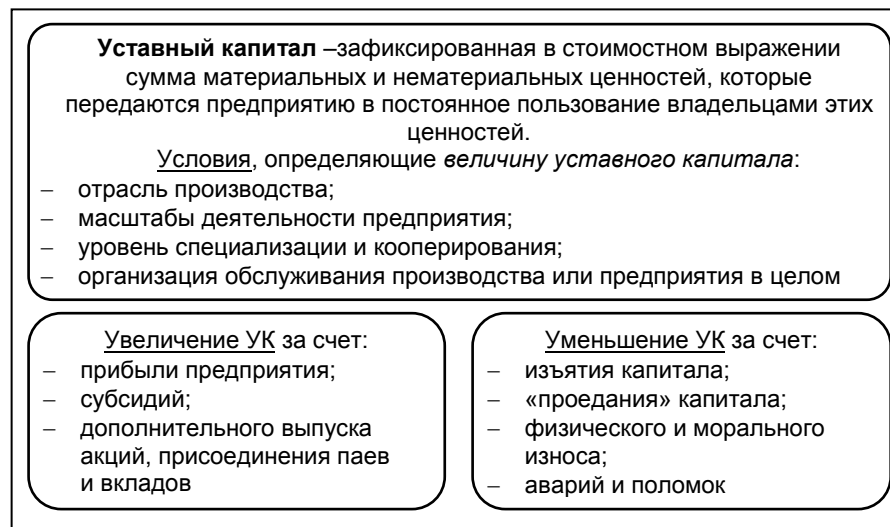 Уставный капитал –зафиксированная в стоимостном выражении
сумма материальных и нематериальных ценностей, которые
передаются предприятию в постоянное пользование владельцами этих
ценностей.
Условия, определяющие величину уставного капитала:
– отрасль производства;
– масштабы деятельности предприятия;
– уровень специализации и кооперирования;
– организация обслуживания производства или предприятия в целом
Увеличение УК за счет:
– прибыли предприятия;
– субсидий;
– дополнительного выпуска
акций, присоединения паев
и вкладов
Уменьшение УК за счет:
– изъятия капитала;
– «проедания» капитала;
– физического и морального
износа;
– аварий и поломок